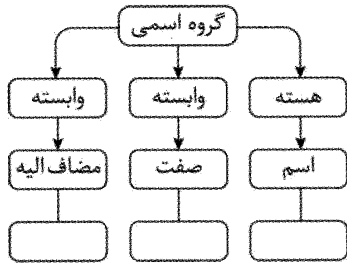 گروه اسمی
هسته وابسته وابسته
اسم صفت مضاف الیه